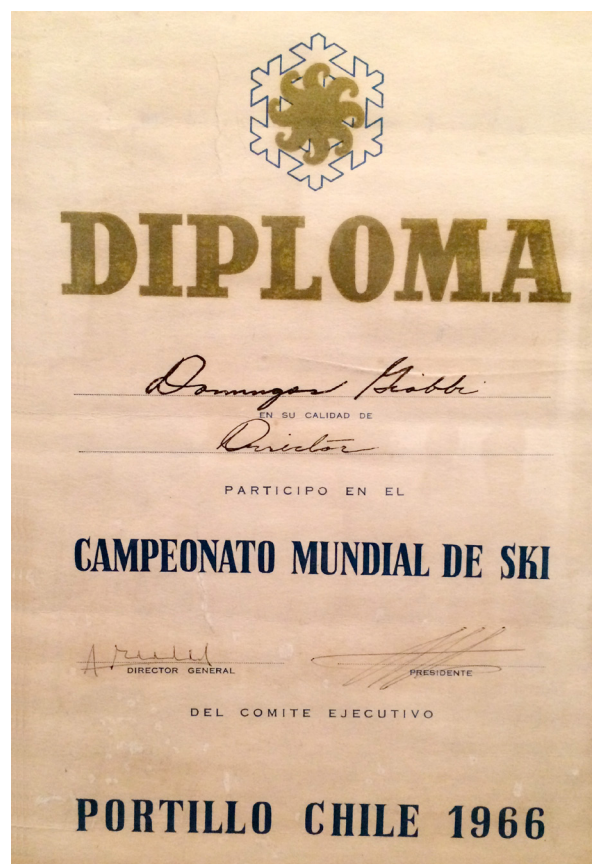 DIPLOMA
Domingos Giobbi
EN SU CALIDAD DE
Director
PARTICIPO EN EL
CAMPEONATO MUNDIAL DE SKI
DIRECTOR GENERAL PRESIDENTE
DEL COMITE EJECUTIVO
PORTILLO CHILE 1966